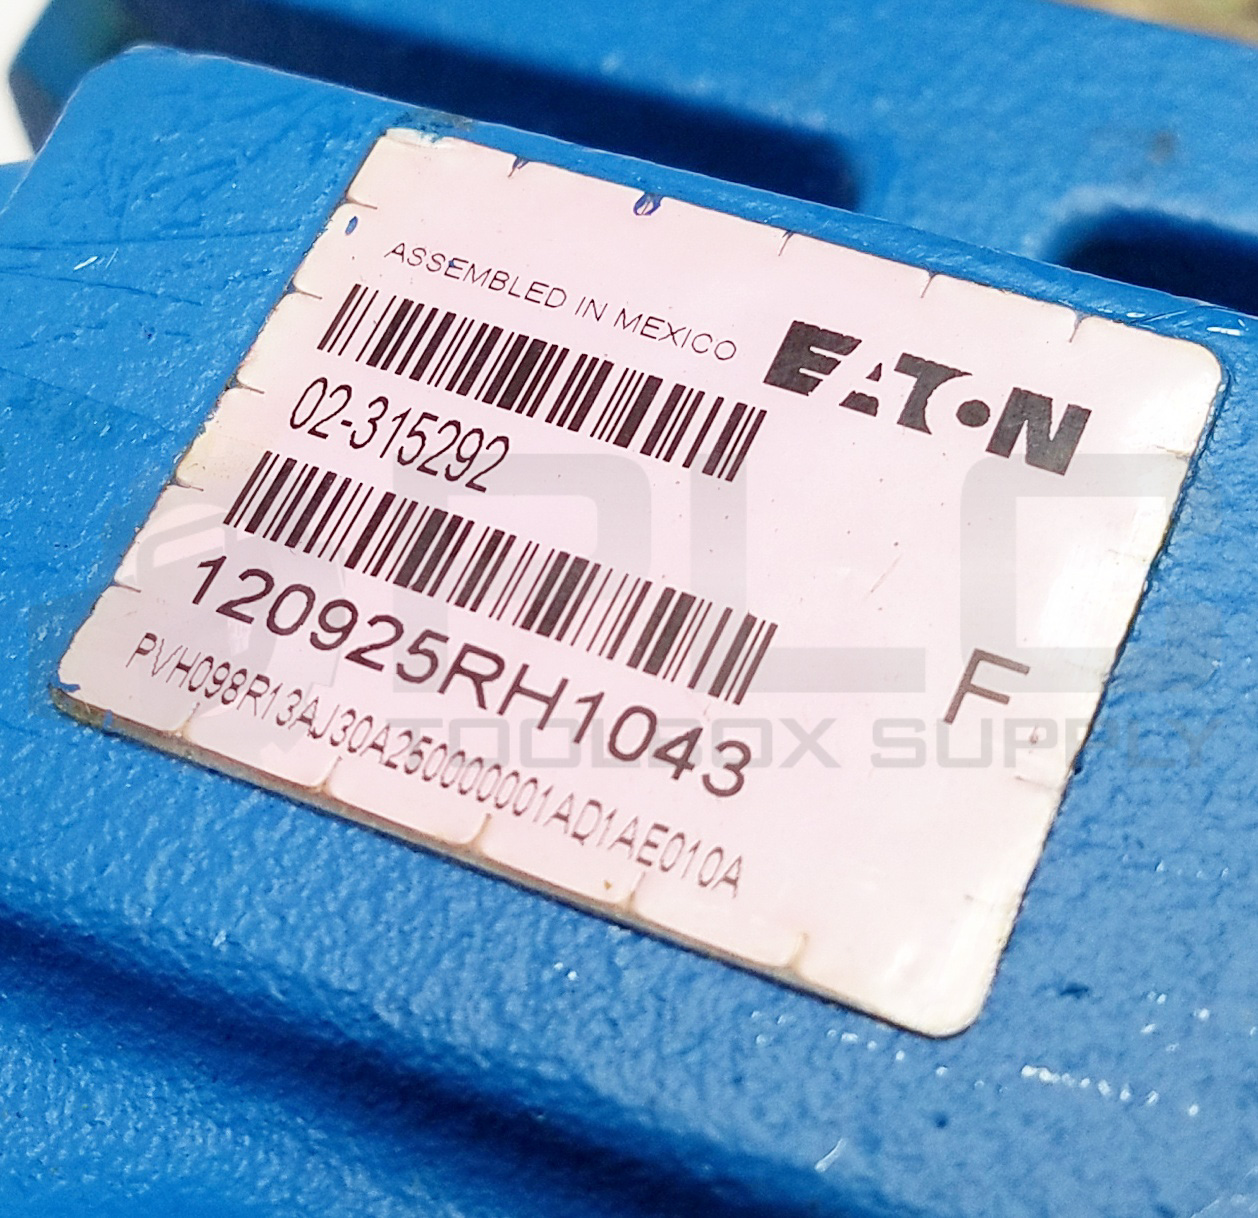 ASSEMBLED IN MEXICO
EATON
02-315292
120925RH1043
F
PVH098R13AJ30A250000001AD1AE010A
PLC
TOOLBOX SUPPLY